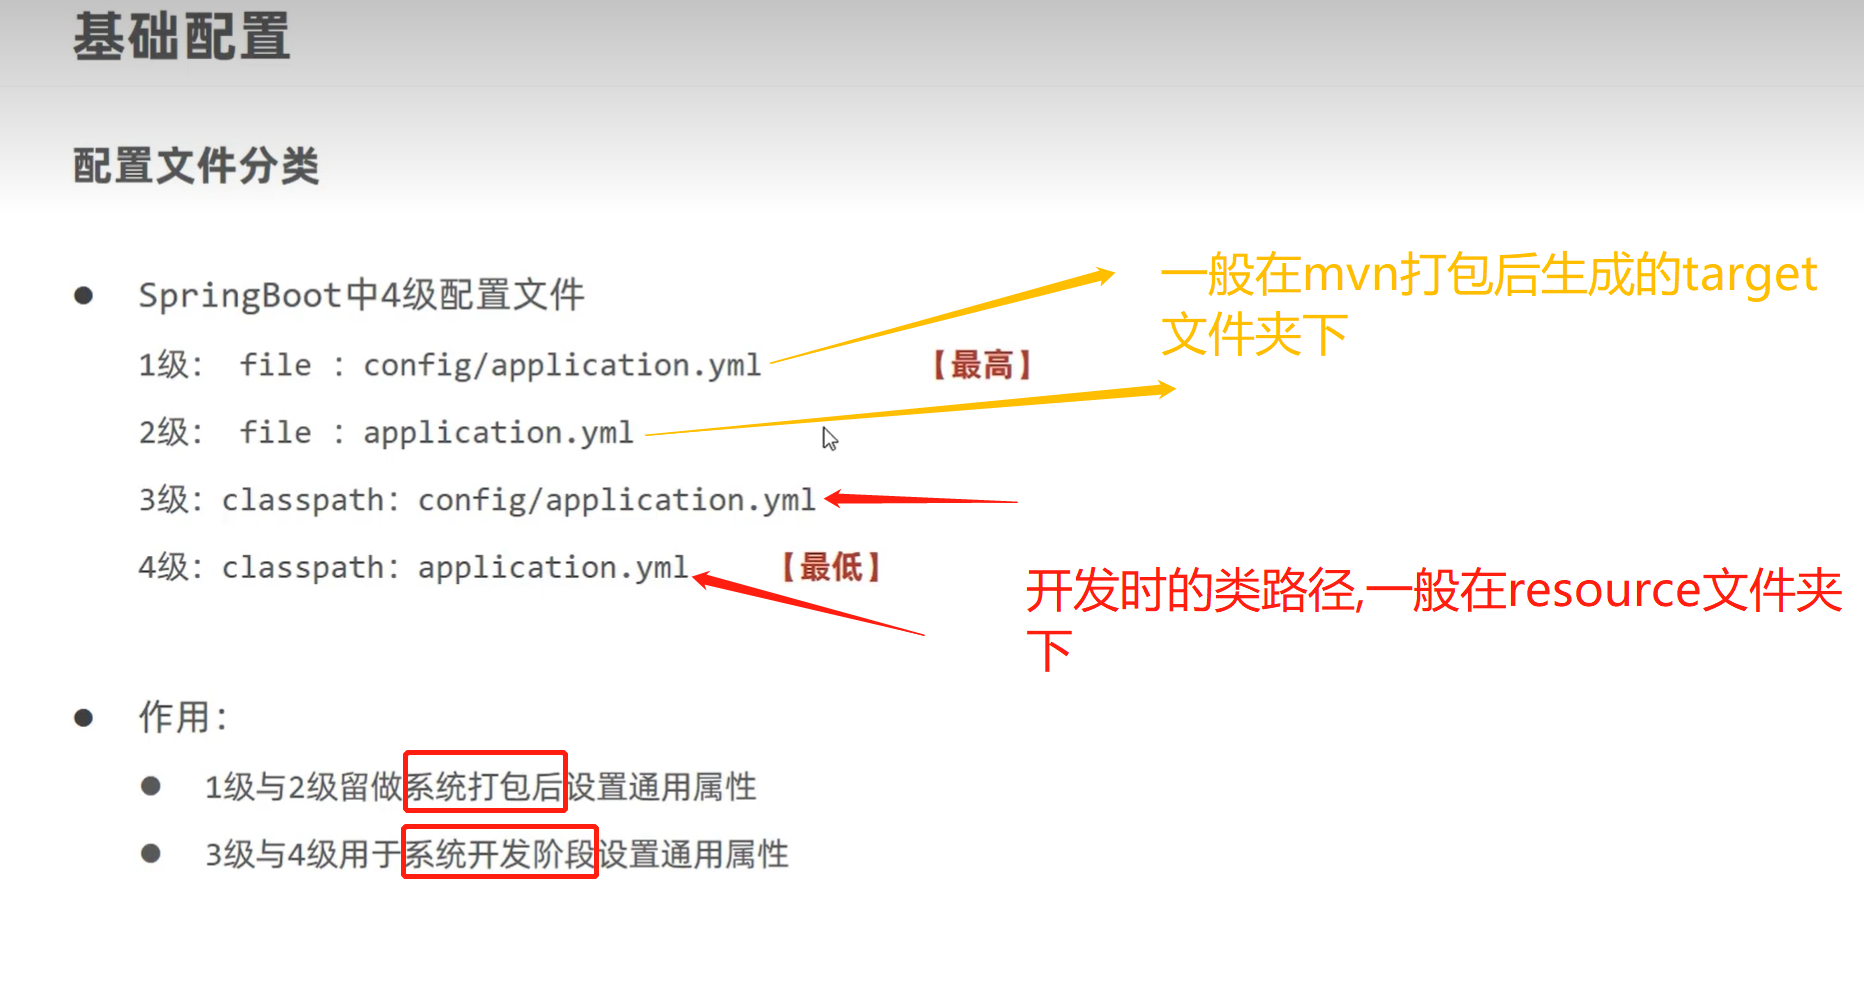 基础配置
配置文件分类
● SpringBoot中4级配置文件
1级： file ：config/application.yml 【最高】
一般在mvn打包后生成的target
文件夹下
2级： file ：application.yml
3级：classpath：config/application.yml
4级：classpath：application.yml 【最低】
开发时的类路径,一般在resource文件夹
下
● 作用：
● 1级与2级留做系统打包后设置通用属性
● 3级与4级用于系统开发阶段设置通用属性